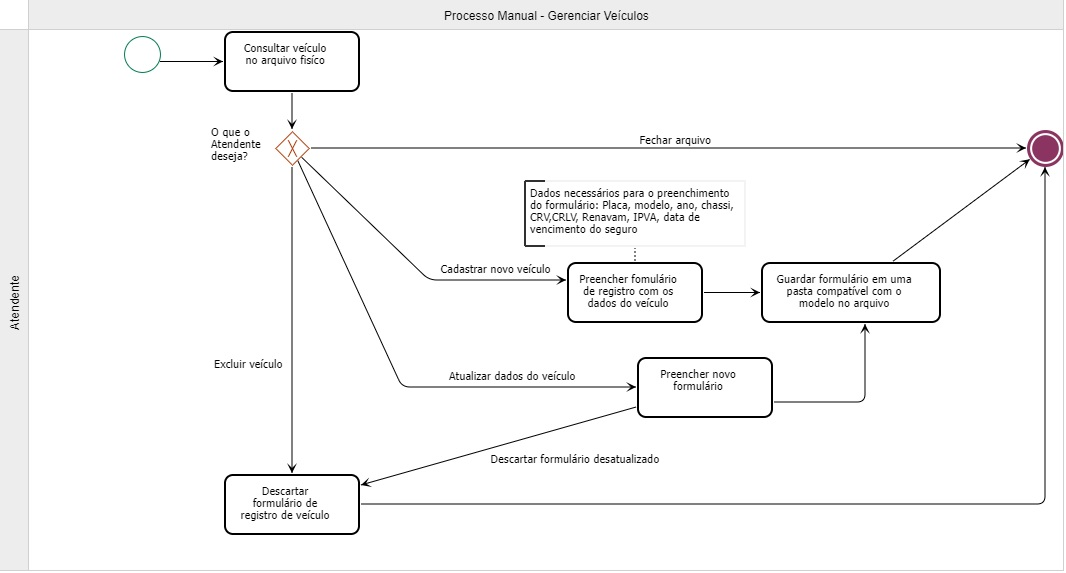 Processo Manual - Gerenciar Veículos
Atendente
Consultar veículo
no arquivo fisíco
O que o
Atendente
deseja?
X
Fechar arquivo
Dados necessários para o preenchimento
do formulário: Placa, modelo, ano, chassi,
CRV,CRLV, Renavam, IPVA, data de
vencimento do seguro
Cadastrar novo veículo
Preencher fomulário
de registro com os
dados do veículo
Guardar formulário em uma
pasta compatível com o
modelo no arquivo
Excluir veículo
Atualizar dados do veículo
Preencher novo
formulário
Descartar formulário desatualizado
Descartar
formulário de
registro de veículo